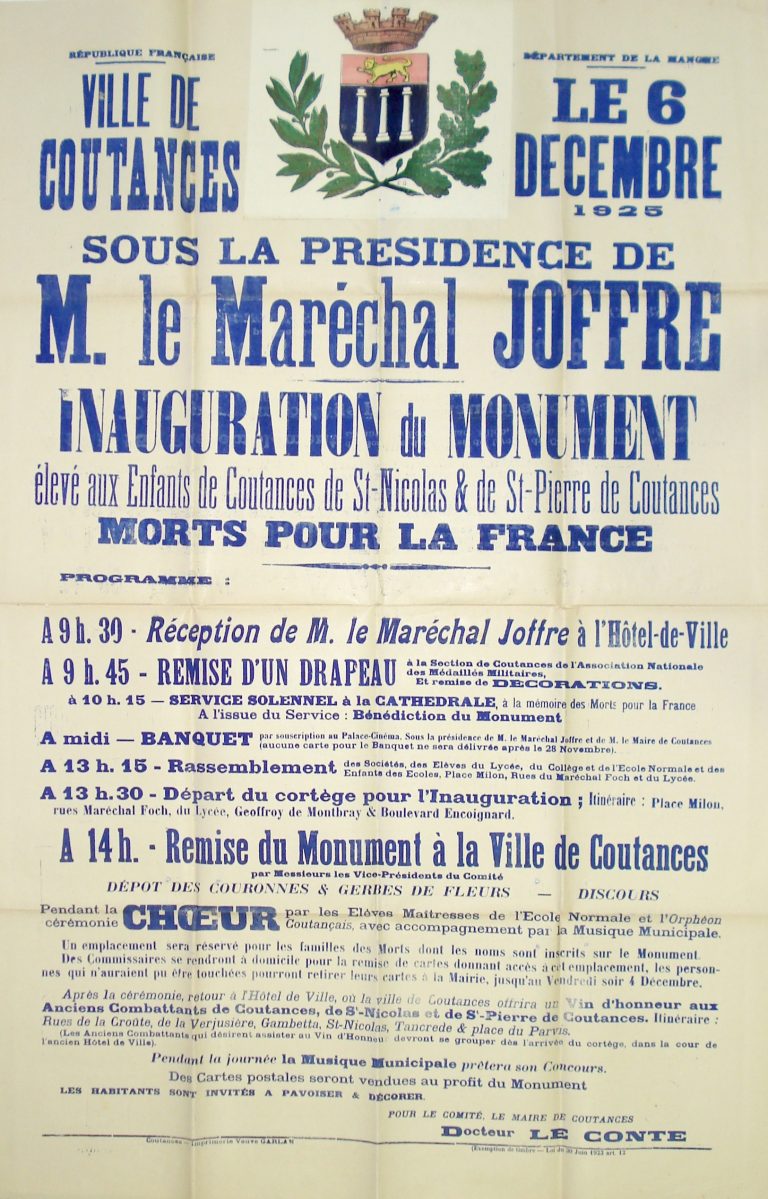 RÉPUBLIQUE FRANÇAISE
VILLE DE
COUTANCES
DÉPARTEMENT DE LA MANCHE
LE 6
DECEMBRE
1925
SOUS LA PRESIDENCE DE
M. le Maréchal JOFFRE
INAUGURATION du MONUMENT
élevé aux Enfants de Coutances de St-Nicolas & de St-Pierre de Coutances
MORTS POUR LA FRANCE
PROGRAMME :
A 9 h. 30 - Réception de M. le Maréchal Joffre à l'Hôtel-de-Ville
A 9 h. 45 - REMISE D'UN DRAPEAU à la Section de Coutances de l'Association Nationale
des Médaillés Militaires,
Et remise de DECORATIONS.
à 10 h. 15 — SERVICE SOLENNEL à la CATHEDRALE, à la mémoire des Morts pour la France
A l'issue du Service : Bénédiction du Monument
A midi — BANQUET par souscription au Palace-Cinéma. Sous la présidence de M. le Maréchal Joffre et de M. le Maire de Coutances
(aucune carte pour le Banquet ne sera délivrée après le 28 Novembre).
A 13 h. 15 - Rassemblement des Sociétés, des Elèves du Lycée, du Collège et de l'Ecole Normale et des
Enfants des Ecoles, Place Milon, Rues du Maréchal Foch et du Lycée.
A 13 h. 30 - Départ du cortège pour l'Inauguration ; Itinéraire : Place Milon,
rues Maréchal Foch, du Lycée, Geoffroy de Montbray & Boulevard Encoignard.
A 14 h. - Remise du Monument à la Ville de Coutances
par Messieurs les Vice-Présidents du Comité
DÉPOT DES COURONNES & GERBES DE FLEURS — DISCOURS
Pendant la
cérémonie CHŒUR par les Elèves Maitresses de l'Ecole Normale et l'Orphéon
Coutançais, avec accompagnement par la Musique Municipale.
Un emplacement sera réservé pour les familles des Morts dont les noms sont inscrits sur le Monument.
Des Commissaires se rendront à domicile pour la remise de cartes donnant accès à cet emplacement, les person-
nes qui n'auraient pu être touchées pourront retirer leurs cartes à la Mairie, jusqu'au Vendredi soir 4 Décembre.
Après la cérémonie, retour à l'Hôtel de Ville, où la ville de Coutances offrira un Vin d'honneur aux
Anciens Combattants de Coutances, de St-Nicolas et de St-Pierre de Coutances. Itinéraire :
Rues de la Croûte, de la Verjusière, Gambetta, St-Nicolas, Tancrede & place du Parvis.
(Les Anciens Combattants qui désirent assister au Vin d'Honneu devront se grouper dès l'arrivée du cortège, dans la cour de
l'ancien Hôtel de Ville).
Pendant la journée la Musique Municipale prêtera son Concours.
Des Cartes postales seront vendues au profit du Monument
LES HABITANTS SONT INVITÉS A PAVOISER & DÉCORER.
POUR LE COMITÉ. LE MAIRE DE COUTANCES
Docteur LE CONTE
Coutances — Imprimerie Veuve GARLAN
(Exemption de timbre — Loi du 30 Juin 1923 art. 13